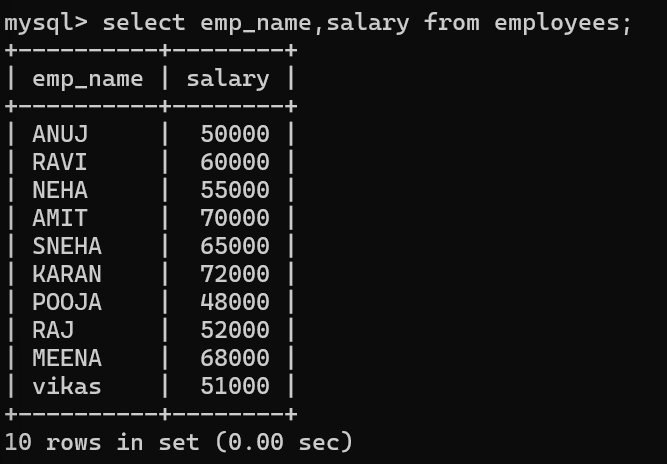 mysql> select emp_name,salary from employees;
+----------+--------+
| emp_name | salary |
+----------+--------+
| ANUJ     |  50000 |
| RAVI     |  60000 |
| NEHA     |  55000 |
| AMIT     |  70000 |
| SNEHA    |  65000 |
| KARAN    |  72000 |
| POOJA    |  48000 |
| RAJ      |  52000 |
| MEENA    |  68000 |
| vikas    |  51000 |
+----------+--------+
10 rows in set (0.00 sec)